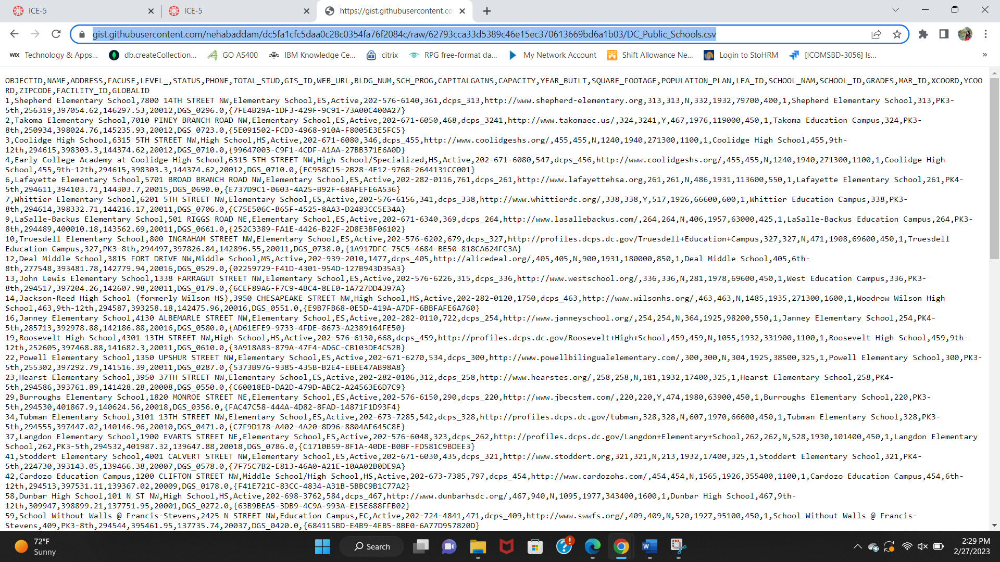 ICE-5
ICE-5
https://gist.githubusercontent.co
gist.githubusercontent.com/nehabaddam/dc5fa1cfc5daa0c28c0354fa76f2084c/raw/62793cca33d5389c46e15ec370613669bd6a1b03/DC_Public_Schools.csv
WIX Technology & Apps...
db.createCollection...
GO AS400
IBM Knowledge Ce...
citrix
RPG free-format da...
My Network Account
Shift Allowance Ne...
Login to StoHRM
[ICOMSBD-3056] Is...
»
OBJECTID,NAME,ADDRESS,FACUSE,LEVEL_,STATUS,PHONE,TOTAL_STUD,GIS_ID,WEB_URL,BLDG_NUM,SCH_PROG,CAPITALGAINS,CAPACITY,YEAR_BUILT,SQUARE_FOOTAGE,POPULATION_PLAN,LEA_ID,SCHOOL_NAM,SCHOOL_ID,GRADES,MAR_ID,XCOORD,YCOO
RD,ZIPCODE,FACILITY_ID,GLOBALID
1,Shepherd Elementary School,7800 14TH STREET NW,Elementary School,ES,Active,202-576-6140,361,dcps_313,http://www.shepherd-elementary.org,313,313,N,332,1932,79700,400,1,Shepherd Elementary School,313,PK3-
5th,256319,397054.62,146297.53,20012,DGS_0296.0,{7FE4B29A-1DF3-429F-9C91-73A00C400A27}
2,Takoma Elementary School,7010 PINEY BRANCH ROAD NW,Elementary School,ES,Active,202-671-6050,468,dcps_3241,http://www.takomaec.us/,324,3241,Y,467,1976,119000,450,1,Takoma Education Campus,324,PK3-
8th,250934,398024.76,145235.93,20012,DGS_0723.0,{5E091502-FCD3-4968-910A-F8005E3E5FC5}
3,Coolidge High School,6315 5TH STREET NW,High School,HS,Active,202-671-6080,346,dcps_455,http://www.coolidgeshs.org/,455,455,N,1240,1940,271300,1100,1,Coolidge High School,455,9th-
12th,294615,398303.3,144374.62,20012,DGS_0710.0,{99647003-C9F1-4CDF-A1AA-27BB371E6A0D}
4,Early College Academy at Coolidge High School,6315 5TH STREET NW,High School/Specialized,HS,Active,202-671-6080,547,dcps_456,http://www.coolidgeshs.org/,455,455,N,1240,1940,271300,1100,1,Coolidge High
School,455,9th-12th,294615,398303.3,144374.62,20012,DGS_0710.0,{EC958C15-2B28-4E12-9768-2644131CC001}
6,Lafayette Elementary School,5701 BROAD BRANCH ROAD NW,Elementary School,ES,Active,202-282-0116,761,dcps_261,http://www.lafayettehsa.org,261,261,N,486,1931,113600,550,1,Lafayette Elementary School,261,PK4-
5th,294611,394103.71,144303.7,20015,DGS_0690.0,{E737D9C1-0603-4A25-B92F-68AFEFE6A536}
7,Whittier Elementary School,6201 5TH STREET NW,Elementary School,ES,Active,202-576-6156,341,dcps_338,http://www.whittierdc.org/,338,338,Y,517,1926,66600,600,1,Whittier Education Campus,338,PK3-
8th,294614,398332.71,144216.17,20011,DGS_0706.0,{C75E506C-B65F-4525-8AA3-D2483CC5E34A}
9,LaSalle-Backus Elementary School,501 RIGGS ROAD NE,Elementary School,ES,Active,202-671-6340,369,dcps_264,http://www.lasallebackus.com/,264,264,N,406,1957,63000,425,1,LaSalle-Backus Education Campus,264,PK3-
8th,294489,400010.18,143562.69,20011,DGS_0661.0,{252C3389-FA1E-4426-B22F-2D8E3BF06102}
10,Truesdell Elementary School,800 INGRAHAM STREET NW,Elementary School,ES,Active,202-576-6202,679,dcps_327,http://profiles.dcps.dc.gov/Truesdell+Education+Campus,327,327,N,471,1908,69600,450,1,Truesdell
Education Campus,327,PK3-8th,294497,397826.84,142896.55,20011,DGS_0738.0,{1A917DFC-75C5-4684-BE50-818CA624FC3A}
12,Deal Middle School,3815 FORT DRIVE NW,Middle School,MS,Active,202-939-2010,1477,dcps_405,http://alicedeal.org/,405,405,N,900,1931,180000,850,1,Deal Middle School,405,6th-
8th,277548,393481.78,142779.94,20016,DGS_0529.0,{02259729-F41D-4301-954D-127B943D35A3}
13,John Lewis Elementary School,1338 FARRAGUT STREET NW,Elementary School,ES,Active,202-576-6226,315,dcps_336,http://www.westschool.org/,336,336,N,281,1978,69600,450,1,West Education Campus,336,PK3-
8th,294517,397204.26,142607.98,20011,DGS_0179.0,{6CEF89A6-F7C9-4BC4-8EE0-1A727DD4397A}
14,Jackson-Reed High School (formerly Wilson HS),3950 CHESAPEAKE STREET NW,High School,HS,Active,202-282-0120,1750,dcps_463,http://www.wilsonhs.org/,463,463,N,1485,1935,271300,1600,1,Woodrow Wilson High
School,463,9th-12th,294587,393258.18,142475.96,20016,DGS_0551.0,{E9B7FB68-0E5D-419A-A7DF-6BBFAFE6A760}
16,Janney Elementary School,4130 ALBEMARLE STREET NW,Elementary School,ES,Active,202-282-0110,722,dcps_254,http://www.janneyschool.org/,254,254,N,364,1925,98200,550,1,Janney Elementary School,254,PK4-
5th,285713,392978.88,142186.88,20016,DGS_0580.0,{AD61EFE9-9733-4FDE-8673-A2389164FE50}
19,Roosevelt High School,4301 13TH STREET NW,High School,HS,Active,202-576-6130,668,dcps_459,http://profiles.dcps.dc.gov/Roosevelt+High+School,459,459,N,1055,1932,331900,1100,1,Roosevelt High School,459,9th-
12th,252605,397468.88,141682.3,20011,DGS_0610.0,{3A918A83-879A-47F4-AD6C-CB103DE4C52B}
22,Powell Elementary School,1350 UPSHUR STREET NW,Elementary School,ES,Active,202-671-6270,534,dcps_300,http://www.powellbilingualelementary.com/,300,300,N,304,1925,38500,325,1,Powell Elementary School,300,PK3-
5th,255302,397292.79,141516.39,20011,DGS_0287.0,{5373B976-9385-435B-B2E4-EBEE47AB98A8}
23,Hearst Elementary School,3950 37TH STREET NW,Elementary School,ES,Active,202-282-0106,312,dcps_258,http://www.hearstes.org/,258,258,N,181,1932,17400,325,1,Hearst Elementary School,258,PK4-
5th,294586,393761.89,141428.28,20008,DGS_0550.0,{C60018EB-DA2D-479D-ABC2-A24563E6D7C9}
29,Burroughs Elementary School,1820 MONROE STREET NE,Elementary School,ES,Active,202-576-6150,290,dcps_220,http://www.jbecstem.com/,220,220,Y,474,1980,63900,450,1,Burroughs Elementary School,220,PK3-
5th,294530,401867.9,140624.56,20018,DGS_0356.0,{FAC47C58-444A-4D82-8FAD-14871F1D93F4}
34,Tubman Elementary School,3101 13TH STREET NW,Elementary School,ES,Active,202-673-7285,542,dcps_328,http://profiles.dcps.dc.gov/tubman,328,328,N,607,1970,66600,450,1,Tubman Elementary School,328,PK3-
5th,294555,397447.02,140146.96,20010,DGS_0471.0,{C7F9D178-A402-4A20-8D96-8804AF645C8E}
37,Langdon Elementary School,1900 EVARTS STREET NE,Elementary School,ES,Active,202-576-6048,323,dcps_262,http://profiles.dcps.dc.gov/Langdon+Elementary+School,262,262,N,528,1930,101400,450,1,Langdon Elementary
School,262,PK3-5th,294532,401987.32,139647.88,20018,DGS_0786.0,{C1710B59-8F1A-40DE-B0BF-FD581C9BDEE3}
41,Stoddert Elementary School,4001 CALVERT STREET NW,Elementary School,ES,Active,202-671-6030,435,dcps_321,http://www.stoddert.org,321,321,N,213,1932,17400,325,1,Stoddert Elementary School,321,PK4-
5th,224730,393143.05,139466.38,20007,DGS_0578.0,{7F75C7B2-E813-46A0-A21E-10AA02B0DE9A}
42,Cardozo Education Campus,1200 CLIFTON STREET NW,Middle School/High School,HS,Active,202-673-7385,797,dcps_454,http://www.cardozohs.com/,454,454,N,1565,1926,355400,1100,1,Cardozo Education Campus,454,6th-
12th,294513,397531.11,139367.02,20009,DGS_0178.0,{F41E721C-83CC-4834-A31B-5BBC9B1C77A2}
58,Dunbar High School,101 N ST NW,High School,HS,Active,202-698-3762,584,dcps_467,http://www.dunbarhsdc.org/,467,940,N,1095,1977,343400,1600,1,Dunbar High School,467,9th-
12th,309947,398899.21,137751.95,20001,DGS_0272.0,{63B9BEA5-3DB9-4C9A-993A-E15E688FFB02}
59,School Without Walls @ Francis-Stevens,2425 N STREET NW,Education Campus,EC,Active,202-724-4841,471,dcps_409,http://www.swwfs.org/,409,409,N,520,1927,95100,450,1,School Without Walls @ Francis-
Stevens,409,PK3-8th,294544,395461.95,137735.74,20037,DGS_0420.0,{684115BD-E4B9-4EB5-8BE0-6A77D957820D}
72°F
Sunny
Search
2:29 PM
2/27/2023